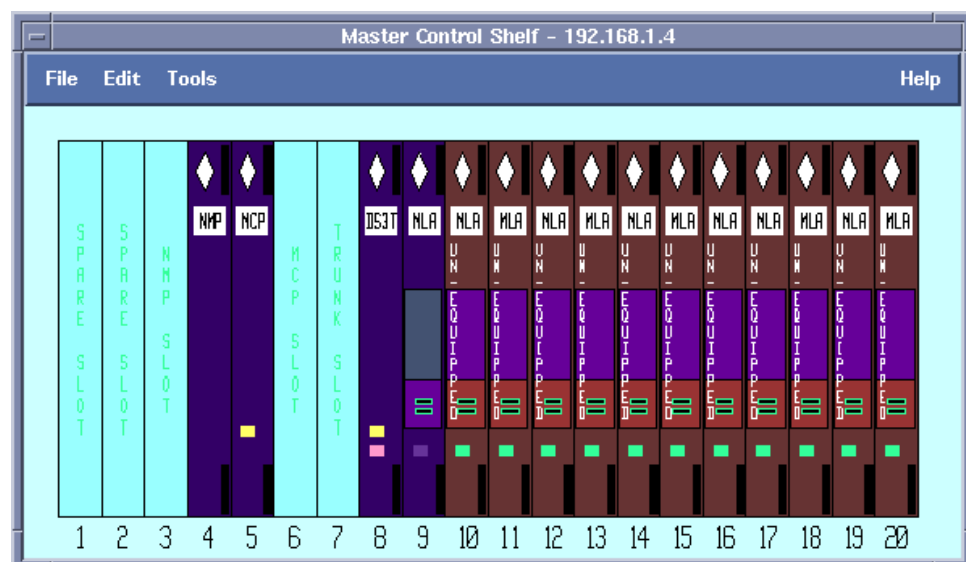 Master Control Shelf - 192.168.1.4
File Edit Tools Help
SPARE SLOT
SPARE SLOT
NMP SLOT
NMP
NCP
MCP SLOT
TRUNK SLOT
DS3T
NLA
NLA
UN-EQUIPPED
NLA
UN-EQUIPPED
NLA
UN-EQUIPPED
NLA
UN-EQUIPPED
NLA
UN-EQUIPPED
NLA
UN-EQUIPPED
NLA
UN-EQUIPPED
NLA
UN-EQUIPPED
NLA
UN-EQUIPPED
NLA
UN-EQUIPPED
NLA
UN-EQUIPPED
1 2 3 4 5 6 7 8 9 10 11 12 13 14 15 16 17 18 19 20